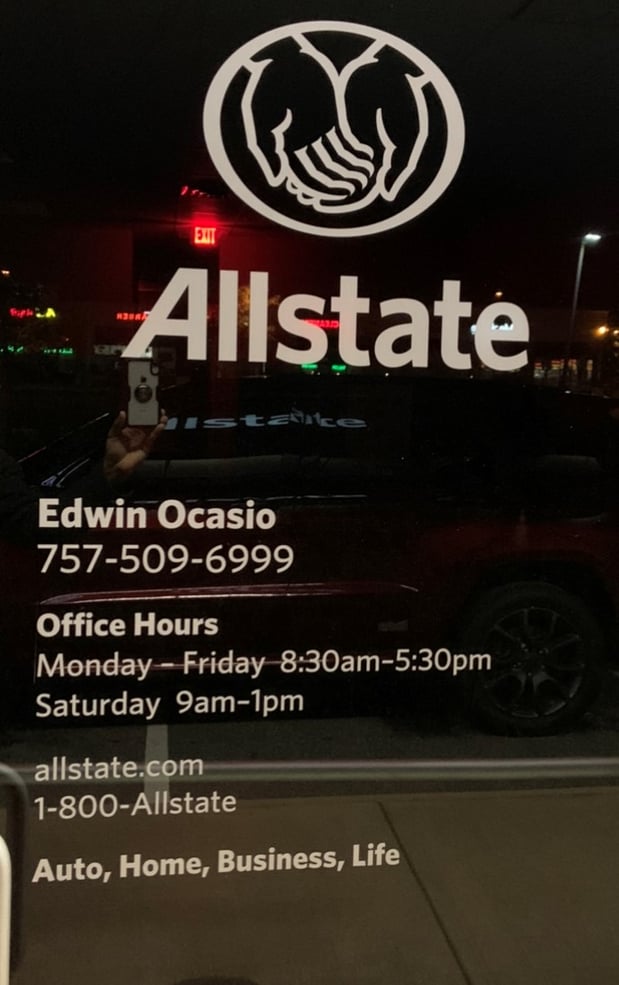 EXIT
Allstate
Edwin Ocasio
757-509-6999
Office Hours
Monday – Friday 8:30am–5:30pm
Saturday 9am–1pm
allstate.com
1-800-Allstate
Auto, Home, Business, Life